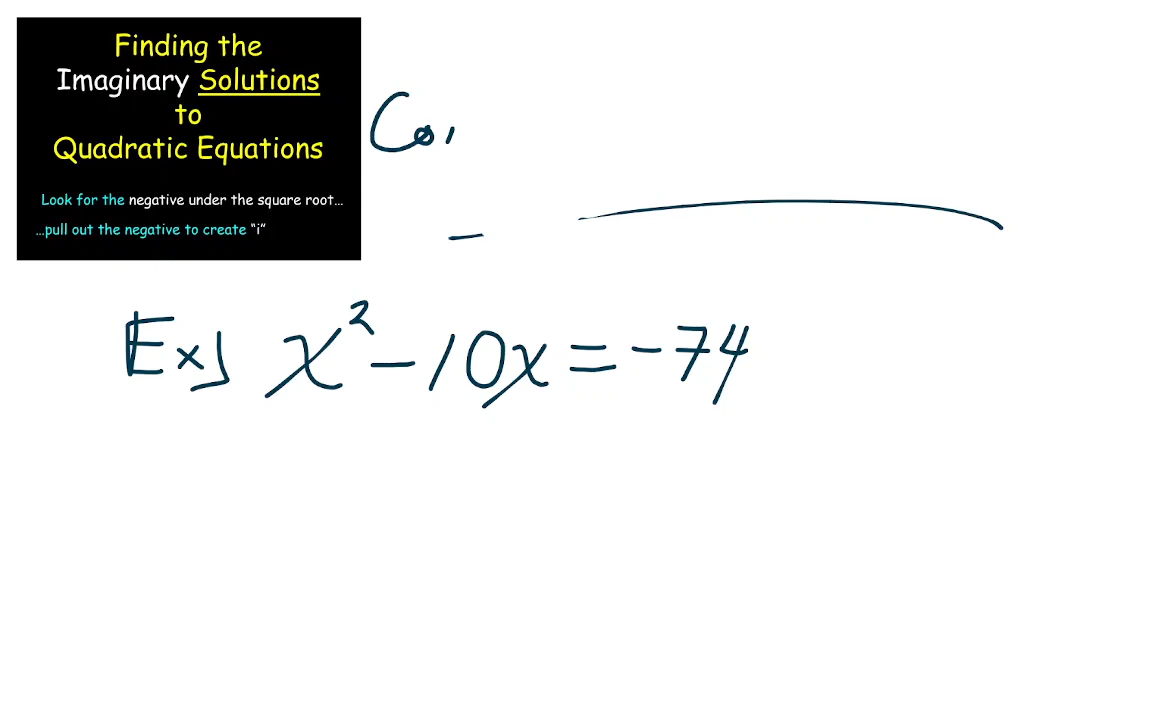 Finding the
Imaginary Solutions
to
Quadratic Equations
Look for the negative under the square root...
...pull out the negative to create "i"
Ex] x² - 10x = -74